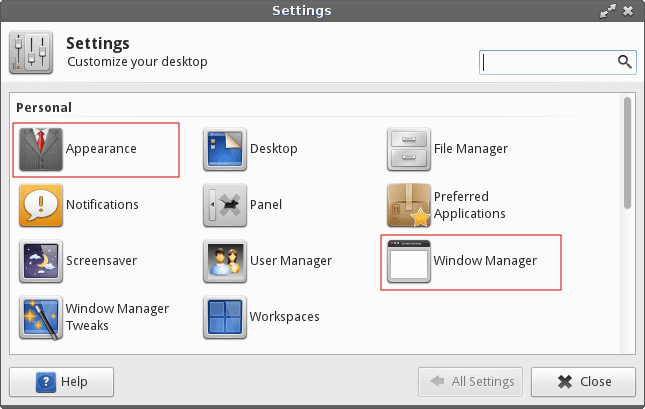 Settings
Settings
Customize your desktop
Personal
Appearance
Desktop
File Manager
Notifications
Panel
Preferred
Applications
Screensaver
User Manager
Window Manager
Window Manager
Tweaks
Workspaces
Help
All Settings
Close